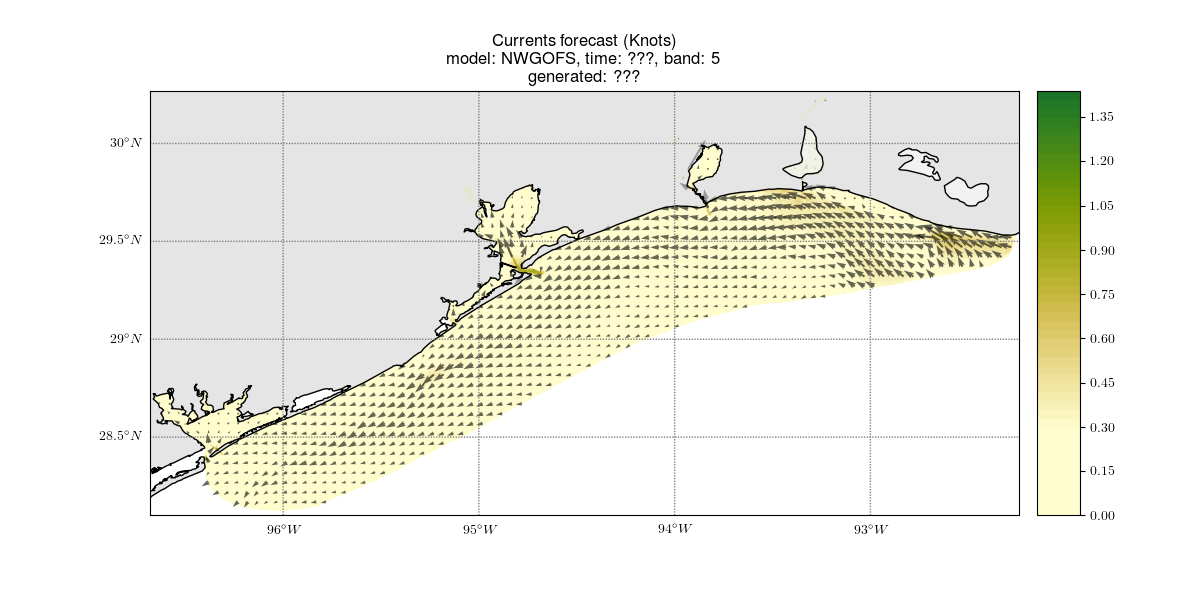 Currents forecast (Knots)
model: NWGOFS, time: ???, band: 5
generated: ???
30°N
29.5°N
29°N
28.5°N
96°W
95°W
94°W
93°W
1.35
1.20
1.05
0.90
0.75
0.60
0.45
0.30
0.15
0.00